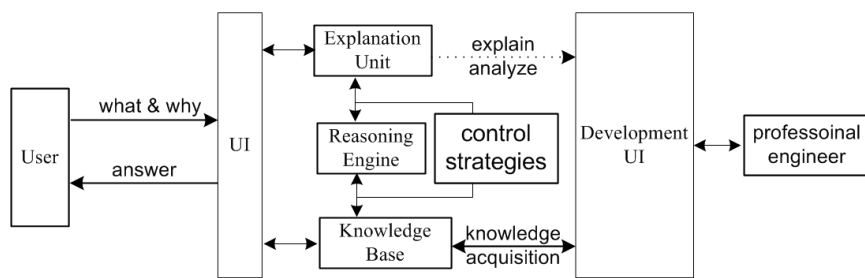 Explanation
Unit
explain
analyze
what & why
User
answer
UI
Reasoning
Engine
control
strategies
Development
UI
professoinal
engineer
Knowledge
Base
knowledge
acquisition